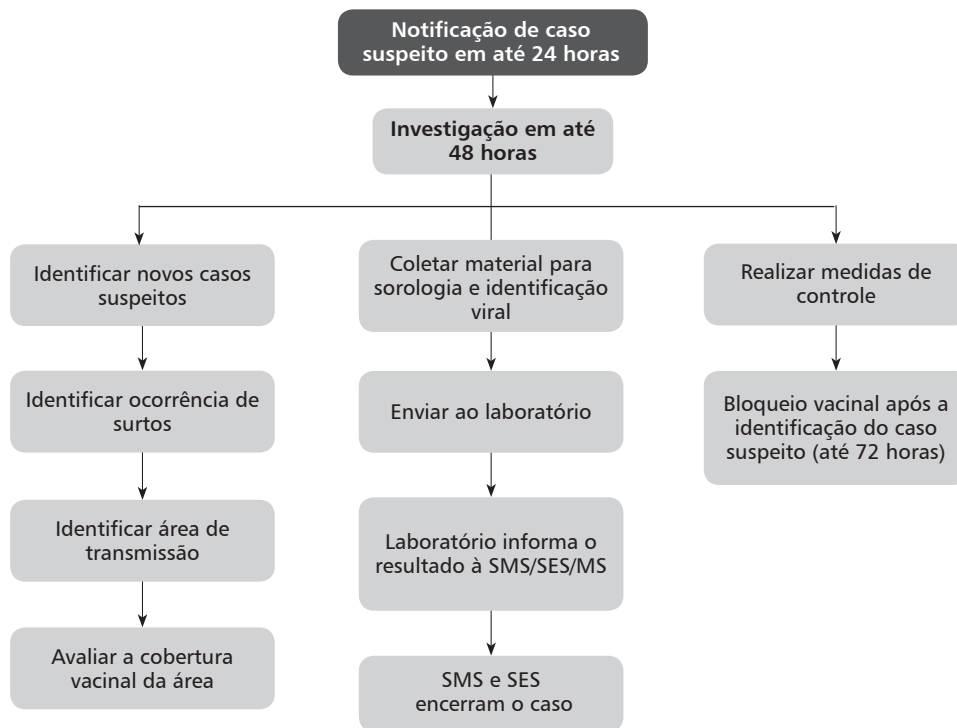 Notificação de caso
suspeito em até 24 horas
Investigação em até
48 horas
Identificar novos casos
suspeitos
Identificar ocorrência de
surtos
Identificar área de
transmissão
Avaliar a cobertura
vacinal da área
Coletar material para
sorologia e identificação
viral
Enviar ao laboratório
Laboratório informa o
resultado à SMS/SES/MS
SMS e SES
encerram o caso
Realizar medidas de
controle
Bloqueio vacinal após a
identificação do caso
suspeito (até 72 horas)